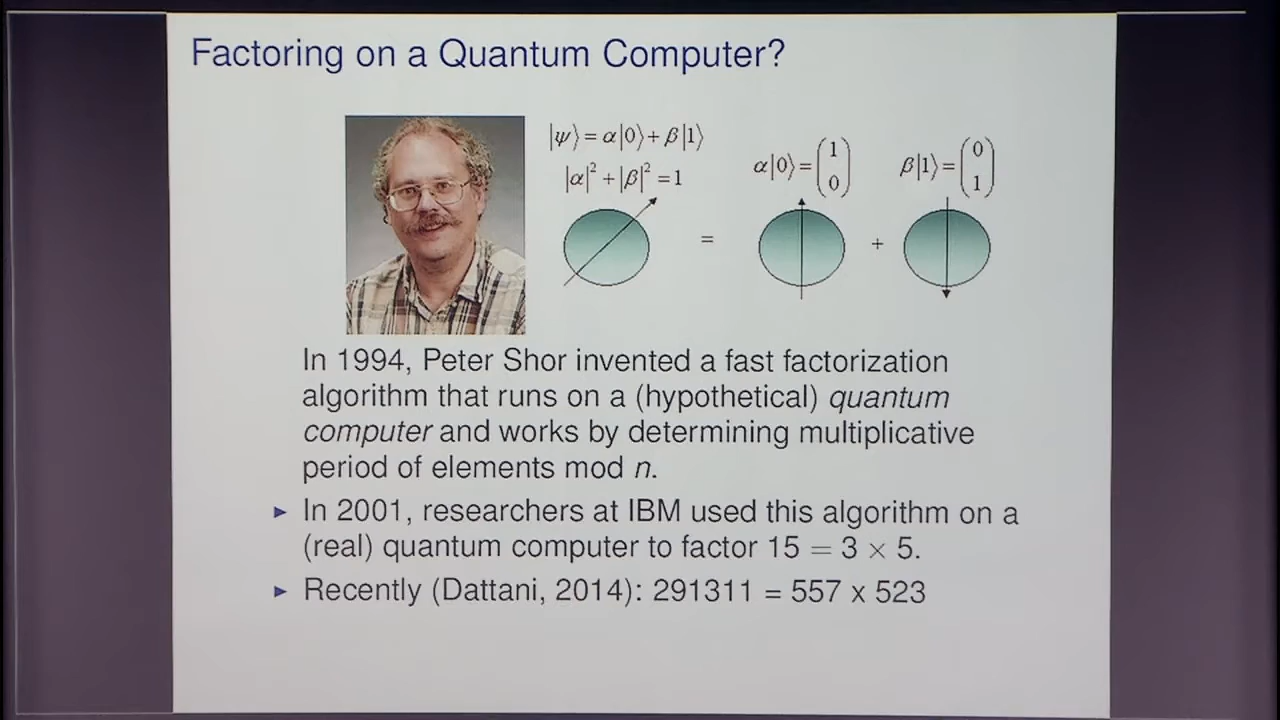 Factoring on a Quantum Computer?
|ψ⟩ = α|0⟩ + β|1⟩
|α|² + |β|² = 1
α|0⟩ = (1 0)
β|1⟩ = (0 1)
= +
In 1994, Peter Shor invented a fast factorization
algorithm that runs on a (hypothetical) quantum
computer and works by determining multiplicative
period of elements mod n.
► In 2001, researchers at IBM used this algorithm on a
(real) quantum computer to factor 15 = 3 × 5.
► Recently (Dattani, 2014): 291311 = 557 x 523